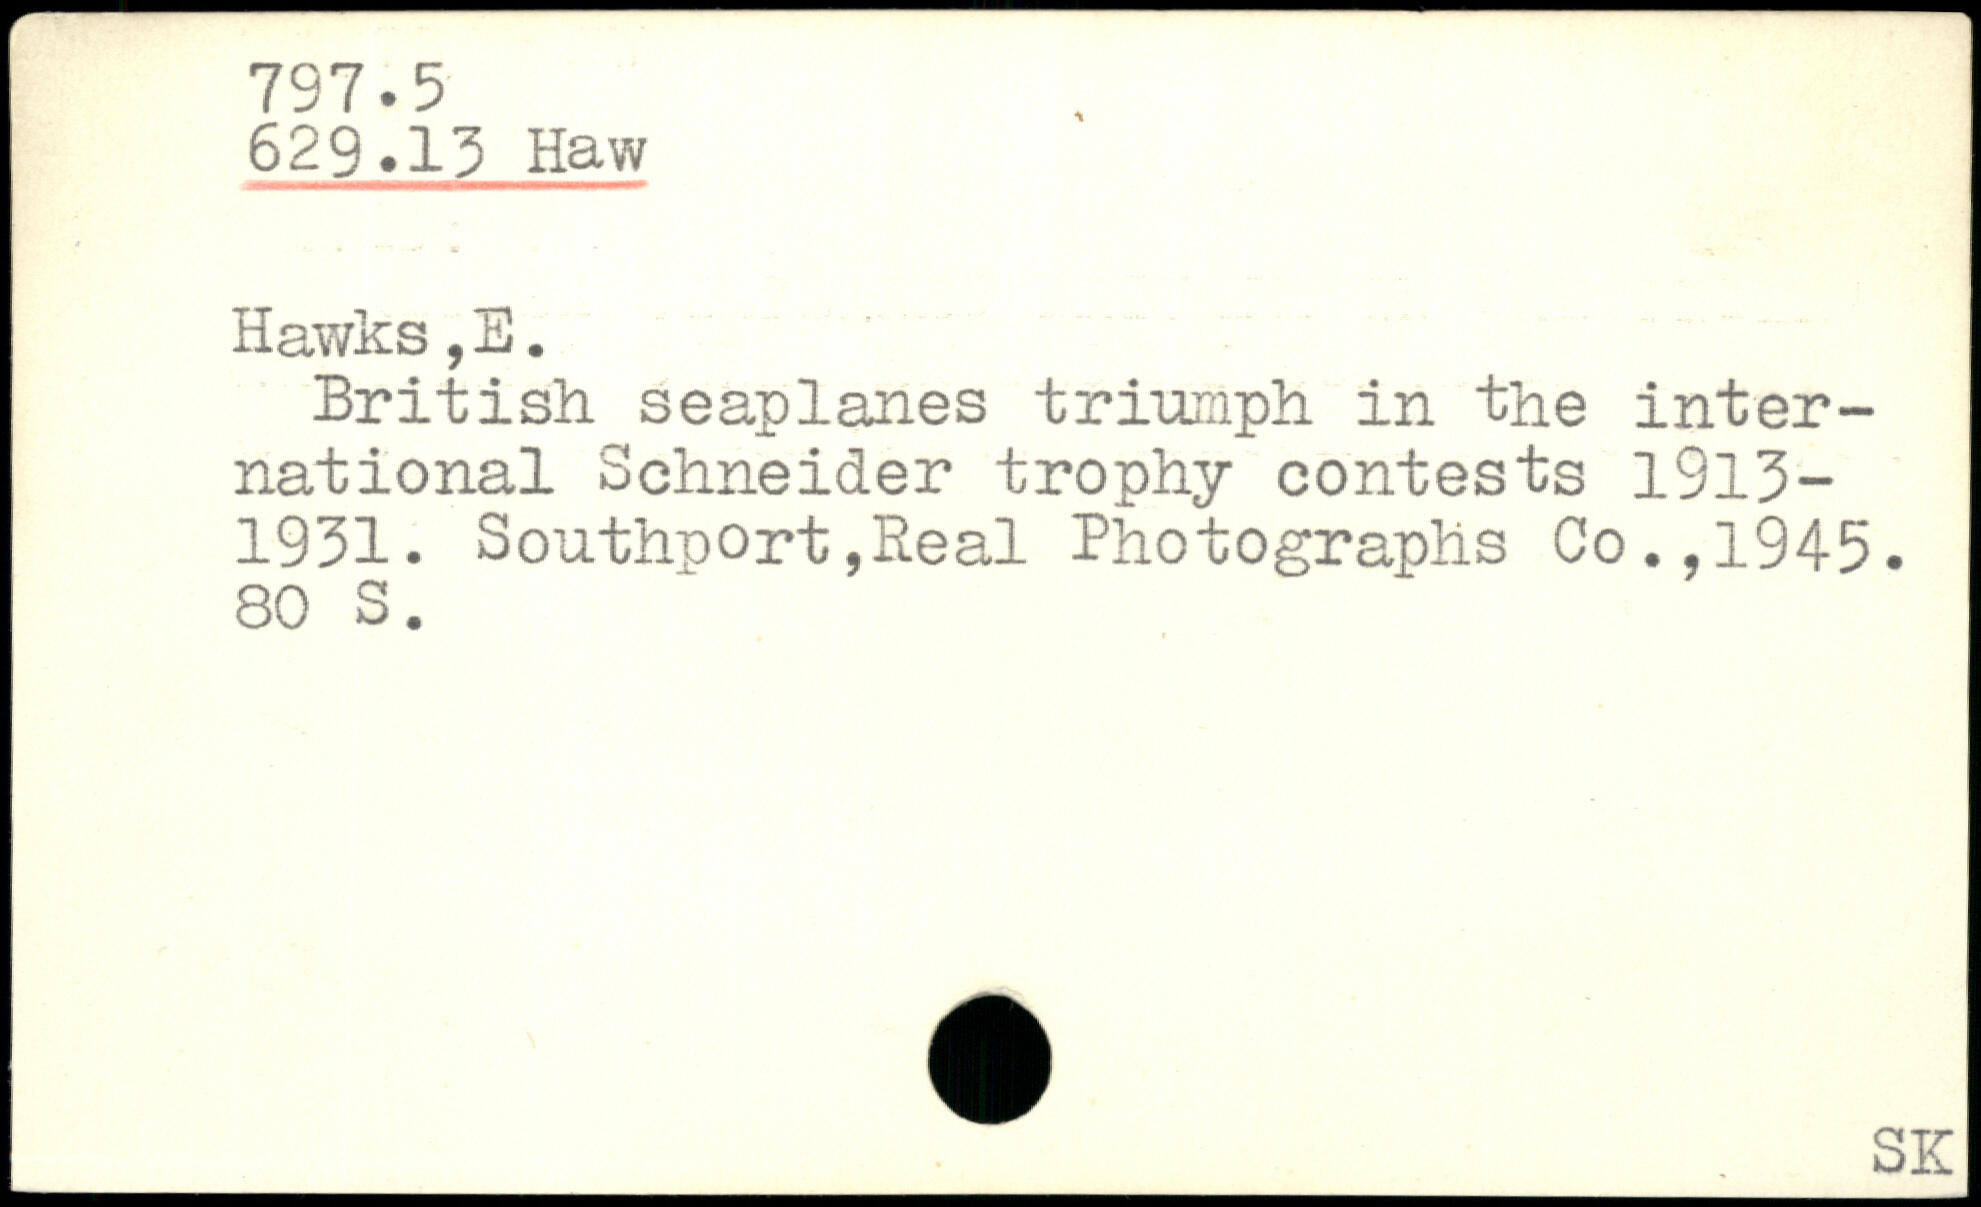 797.5
629.13 Haw
Hawks,E.
British seaplanes triumph in the inter-
national Schneider trophy contests 1913-
1931. Southport,Real Photographs Co.,1945.
80 S.
SK